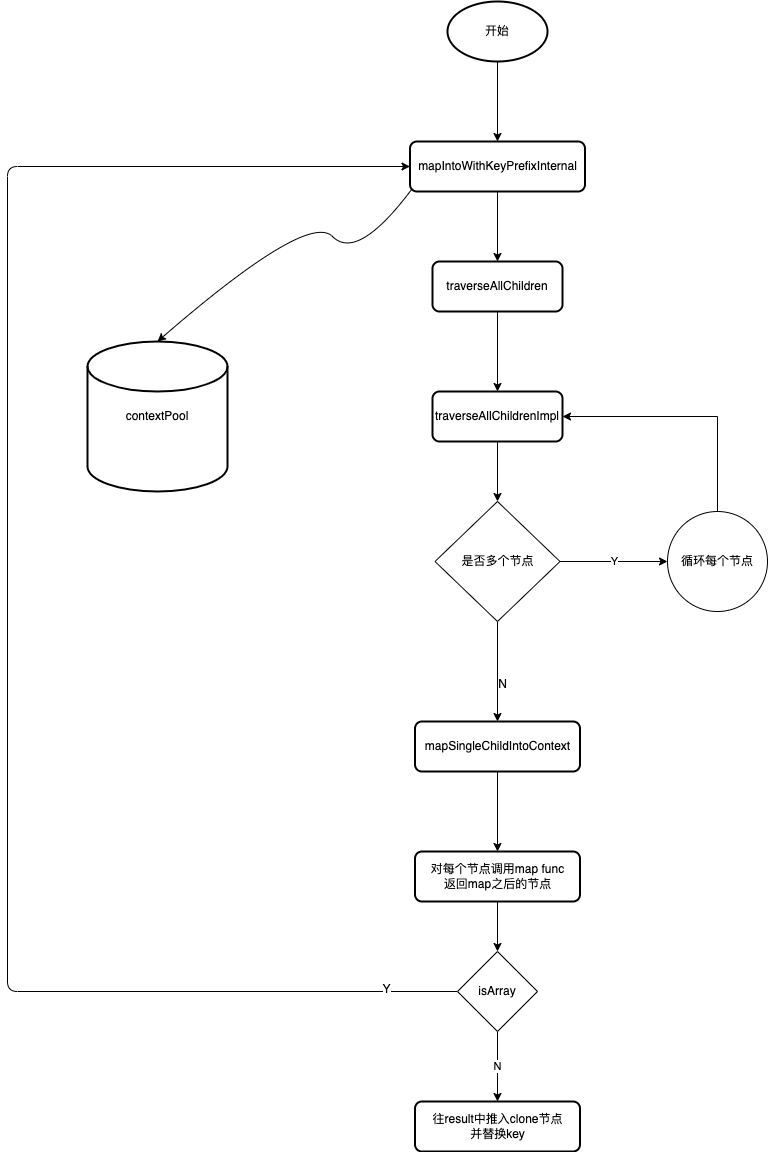 开始
mapIntoWithKeyPrefixInternal
traverseAllChildren
contextPool
traverseAllChildrenImpl
是否多个节点
Y
循环每个节点
N
mapSingleChildIntoContext
对每个节点调用map func
返回map之后的节点
Y
isArray
N
往result中推入clone节点
并替换key